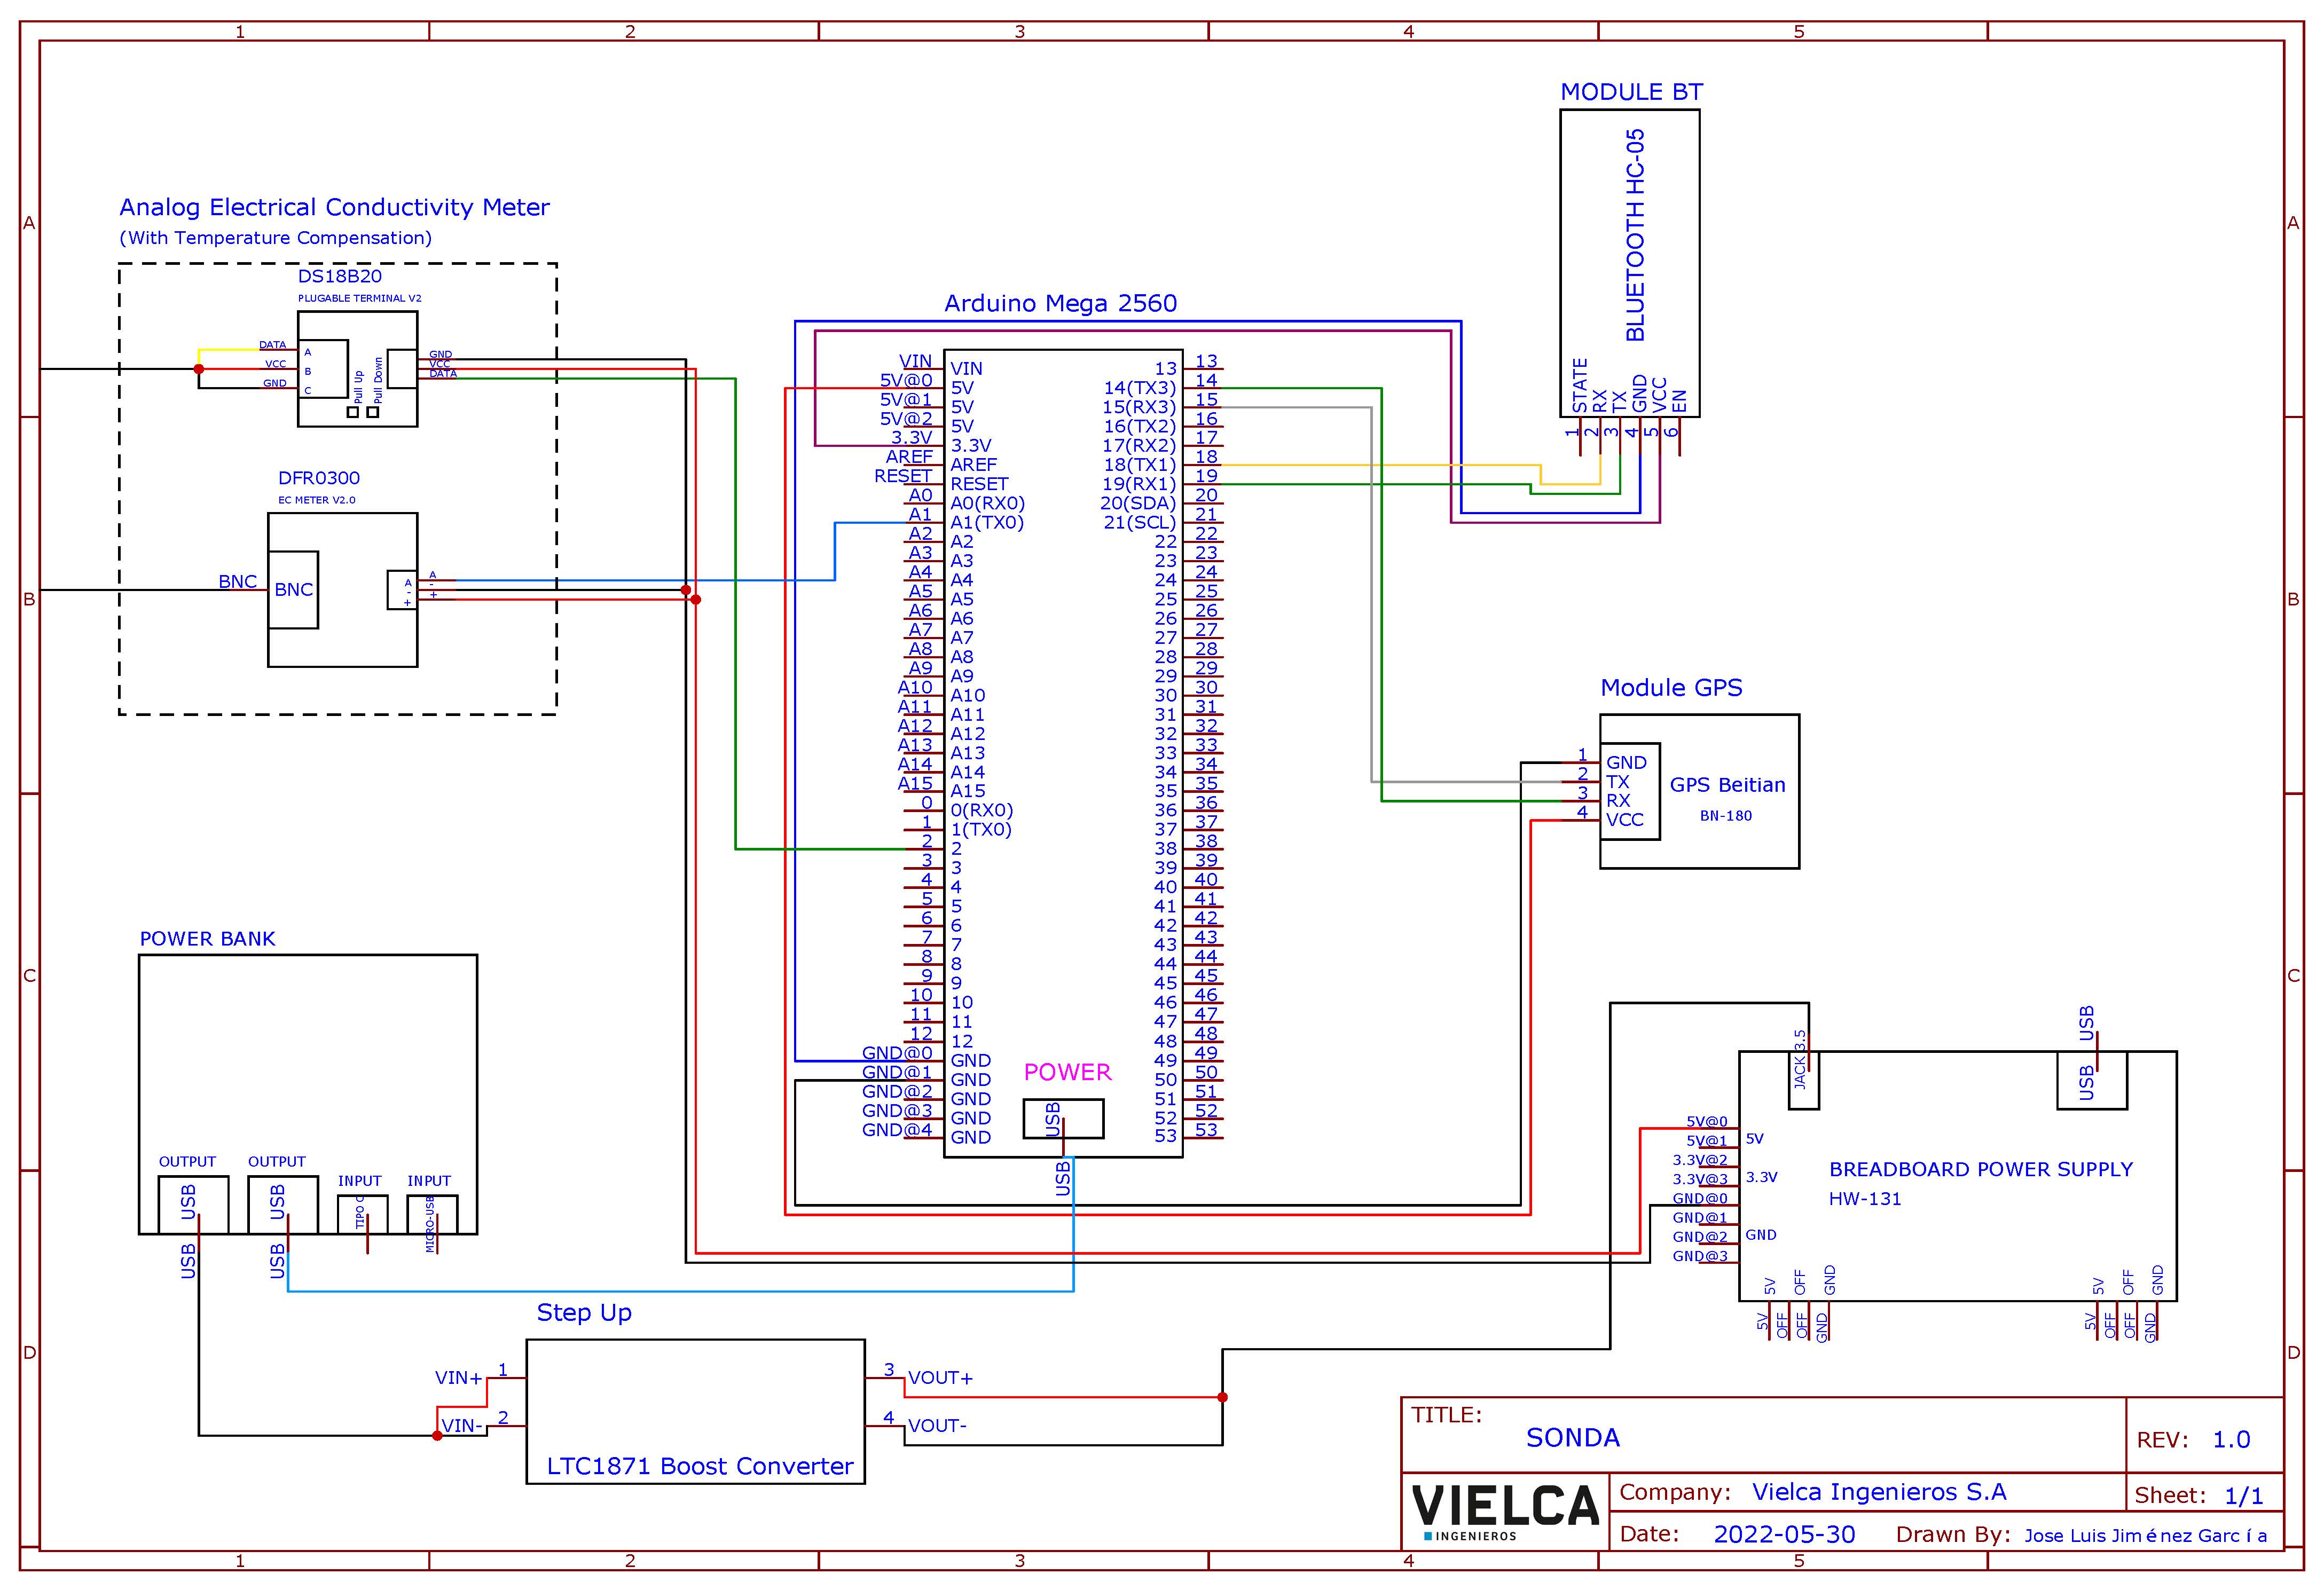 1 2 3 4 5
A
B
C
D
A
B
C
D
1 2 3 4 5
Analog Electrical Conductivity Meter
(With Temperature Compensation)
DS18B20
PLUGABLE TERMINAL V2
DATA
VCC
GND
A
B
C
Pull Up
Pull Down
GND
VCC
DATA
DFR0300
EC METER V2.0
BNC
BNC
A
-
+
A
-
+
Arduino Mega 2560
VIN VIN
5V@0 5V
5V@1 5V
5V@2 5V
3.3V 3.3V
AREF AREF
RESET RESET
A0 A0(RX0)
A1 A1(TX0)
A2 A2
A3 A3
A4 A4
A5 A5
A6 A6
A7 A7
A8 A8
A9 A9
A10 A10
A11 A11
A12 A12
A13 A13
A14 A14
A15 A15
0 0(RX0)
1 1(TX0)
2 2
3 3
4 4
5 5
6 6
7 7
8 8
9 9
10 10
11 11
12 12
GND@0 GND
GND@1 GND
GND@2 GND
GND@3 GND
GND@4 GND
13 13
14(TX3) 14
15(RX3) 15
16(TX2) 16
17(RX2) 17
18(TX1) 18
19(RX1) 19
20(SDA) 20
21(SCL) 21
22 22
23 23
24 24
25 25
26 26
27 27
28 28
29 29
30 30
31 31
32 32
33 33
34 34
35 35
36 36
37 37
38 38
39 39
40 40
41 41
42 42
43 43
44 44
45 45
46 46
47 47
48 48
49 49
50 50
51 51
52 52
53 53
POWER
USB
USB
MODULE BT
BLUETOOTH HC-05
STATE
RX
TX
GND
VCC
EN
1
2
3
4
5
6
Module GPS
1 GND
2 TX
3 RX
4 VCC
GPS Beitian
BN-180
POWER BANK
OUTPUT
OUTPUT
INPUT
INPUT
USB
USB
TIPO C
MICRO-USB
USB
USB
Step Up
VIN+ 1
VIN- 2
3 VOUT+
4 VOUT-
LTC1871 Boost Converter
JACK 3.5
USB
USB
5V@0
5V@1
3.3V@2
3.3V@3
GND@0
GND@1
GND@2
GND@3
5V
3.3V
GND
BREADBOARD POWER SUPPLY
HW-131
5V
OFF
GND
5V
OFF
GND
5V
OFF
OFF
GND
5V
OFF
OFF
GND
TITLE:
SONDA
REV: 1.0
VIELCA
INGENIEROS
Company: Vielca Ingenieros S.A
Sheet: 1/1
Date: 2022-05-30
Drawn By: Jose Luis Jiménez García